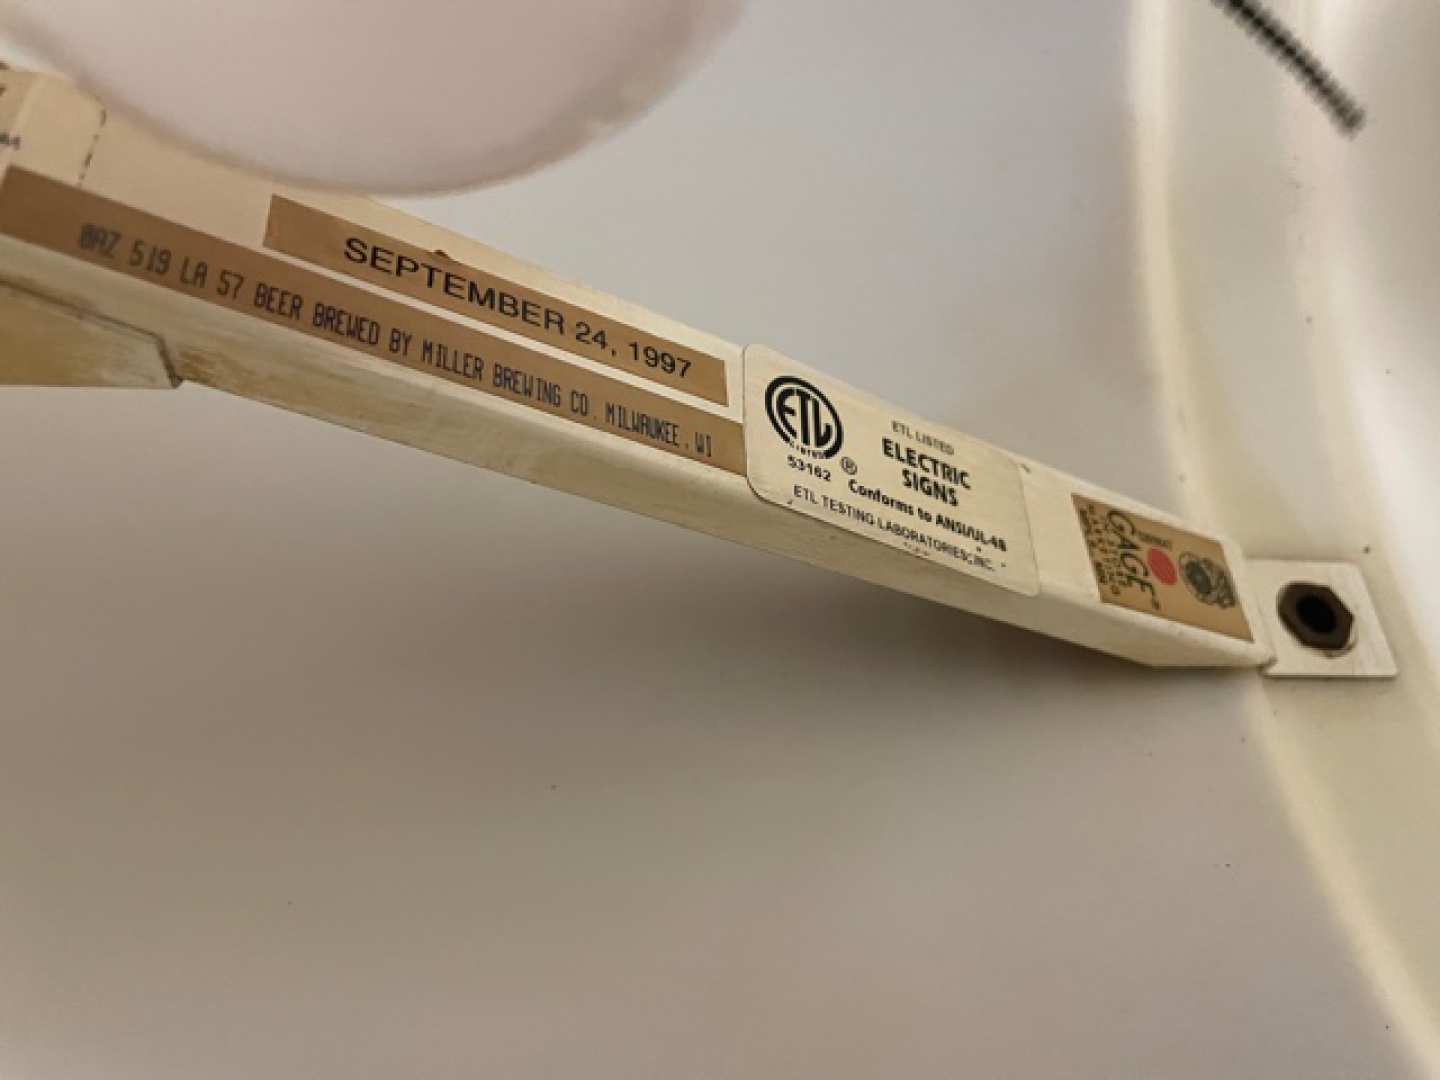 SEPTEMBER 24, 1997
0AZ 519 LA 57 BEER BREWED BY MILLER BREWING CO. MILWAUKEE, WI
ETL
®
53162
ETL LISTED
ELECTRIC
SIGNS
Conforms to ANSI/UL-48
ETL TESTING LABORATORIES, INC.
GAGE